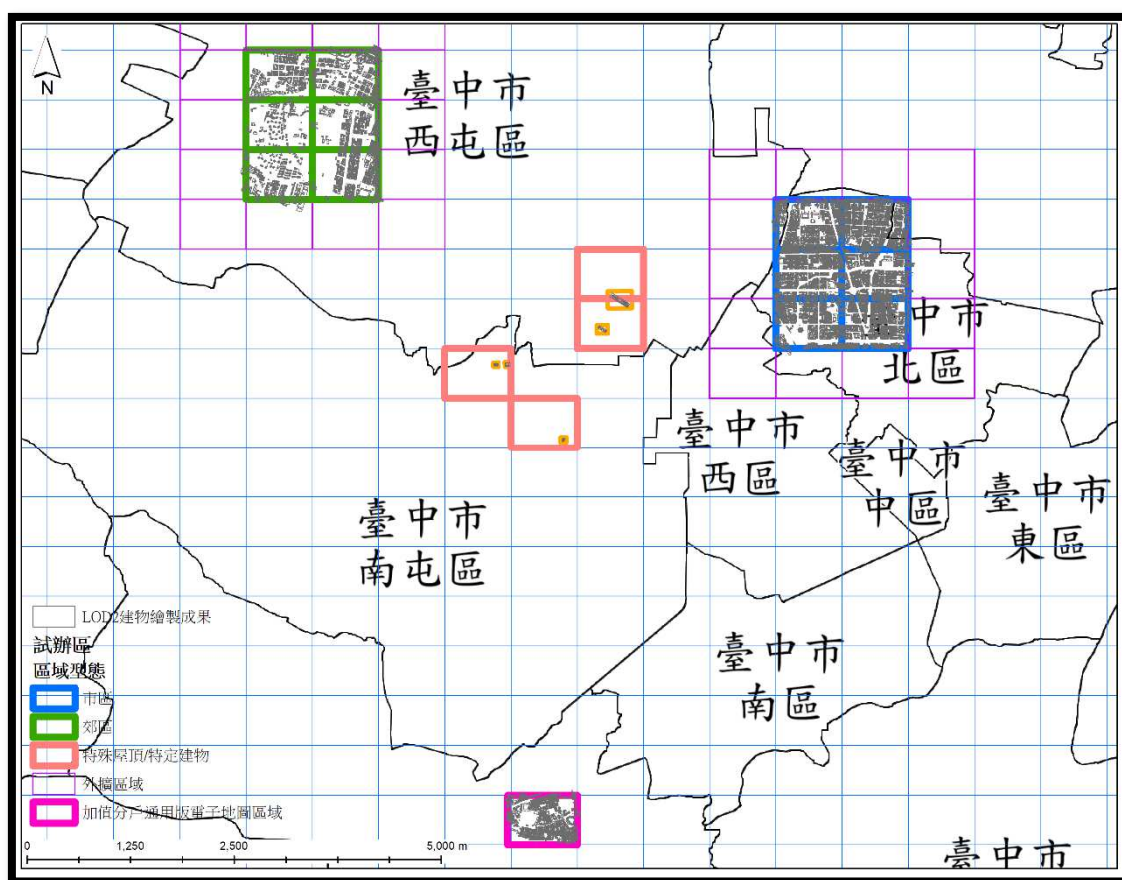 N
臺中市
西屯區
中市
北區
臺中市
西區
臺中市
中區
臺中市
東區
臺中市
南屯區
臺中市
南區
LOD2建物繪製成果
試辦區
區域型態
市區
郊區
特殊屋頂/特定建物
外擴區域
加值分戶通用版電子地圖區域
0 1,250 2,500 5,000 m
臺中市